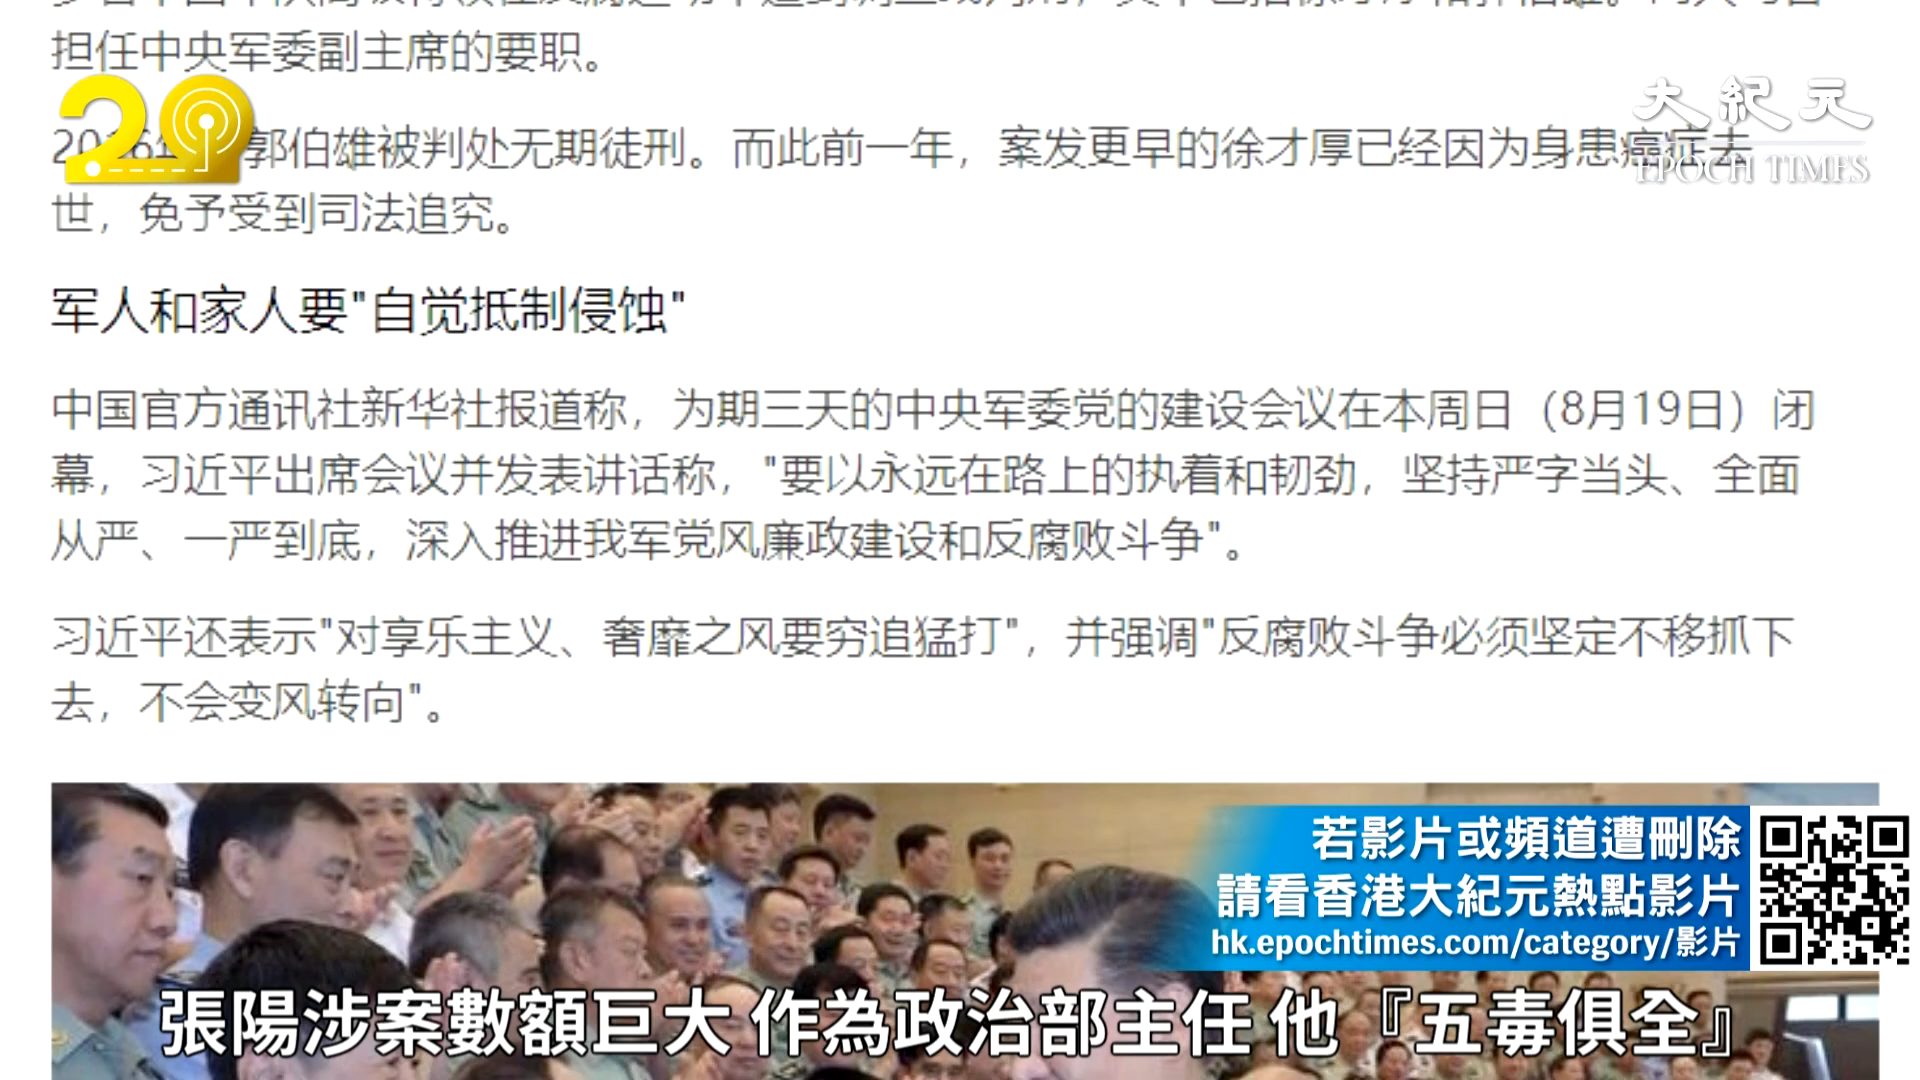 担任中央军委副主席的要职。
20
大紀元
EPOCH TIMES
郭伯雄被判处无期徒刑。而此前一年，案发更早的徐才厚已经因为身患癌症去
世，免予受到司法追究。
军人和家人要"自觉抵制侵蚀"
中国官方通讯社新华社报道称，为期三天的中央军委党的建设会议在本周日（8月19日）闭
幕，习近平出席会议并发表讲话称，"要以永远在路上的执着和韧劲，坚持严字当头、全面
从严、一严到底，深入推进我军党风廉政建设和反腐败斗争"。
习近平还表示"对享乐主义、奢靡之风要穷追猛打"，并强调"反腐败斗争必须坚定不移抓下
去，不会变风转向"。
若影片或頻道遭刪除
請看香港大紀元熱點影片
hk.epochtimes.com/category/影片
張陽涉案數額巨大 作為政治部主任 他『五毒俱全』